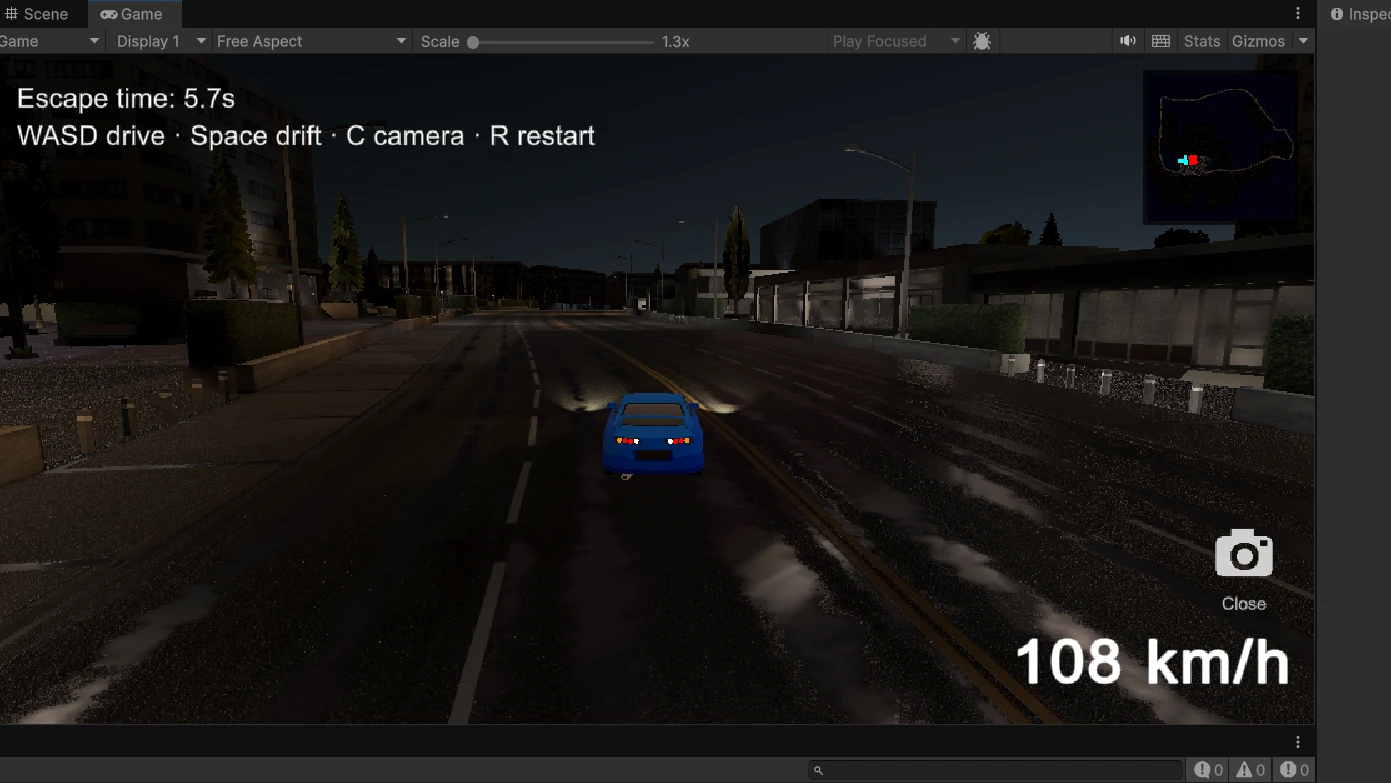 Scene
Game
Inspec
Game
Display 1
Free Aspect
Scale
1.3x
Play Focused
Stats
Gizmos
Escape time: 5.7s
WASD drive · Space drift · C camera · R restart
Close
108 km/h
0
0
0